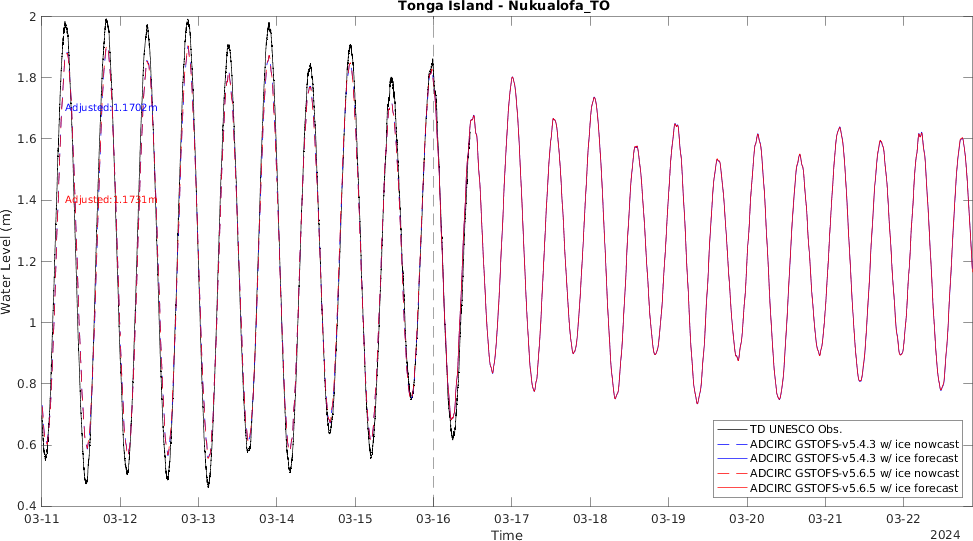 Tonga Island - Nukualofa_TO
2
1.8
1.6
1.4
1.2
1
0.8
0.6
0.4
Water Level (m)
Adjusted:1.1702m
Adjusted:1.1731m
TD UNESCO Obs.
ADCIRC GSTOFS-v5.4.3 w/ ice nowcast
ADCIRC GSTOFS-v5.4.3 w/ ice forecast
ADCIRC GSTOFS-v5.6.5 w/ ice nowcast
ADCIRC GSTOFS-v5.6.5 w/ ice forecast
03-11 03-12 03-13 03-14 03-15 03-16 03-17 03-18 03-19 03-20 03-21 03-22
Time
2024